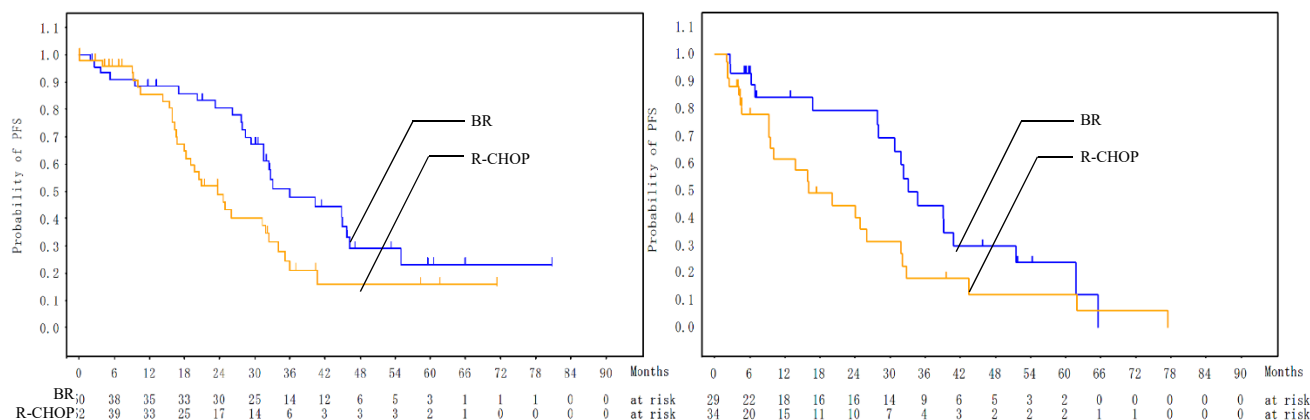 1.1
1.0
0.9
0.8
0.7
0.6
0.5
0.4
0.3
0.2
0.1
0.0
Probability of PFS
BR
R-CHOP
0 6 12 18 24 30 36 42 48 54 60 66 72 78 84 90 Months
BR 50 38 35 33 30 25 14 12 6 5 3 1 1 1 0 0 at risk
R-CHOP 52 39 33 25 17 14 6 3 3 3 2 1 0 0 0 0 at risk
1.1
1.0
0.9
0.8
0.7
0.6
0.5
0.4
0.3
0.2
0.1
0.0
Probability of PFS
BR
R-CHOP
0 6 12 18 24 30 36 42 48 54 60 66 72 78 84 90 Months
29 22 18 16 16 14 9 6 5 3 2 0 0 0 0 0 at risk
34 20 15 11 10 7 4 3 2 2 2 1 1 0 0 0 at risk